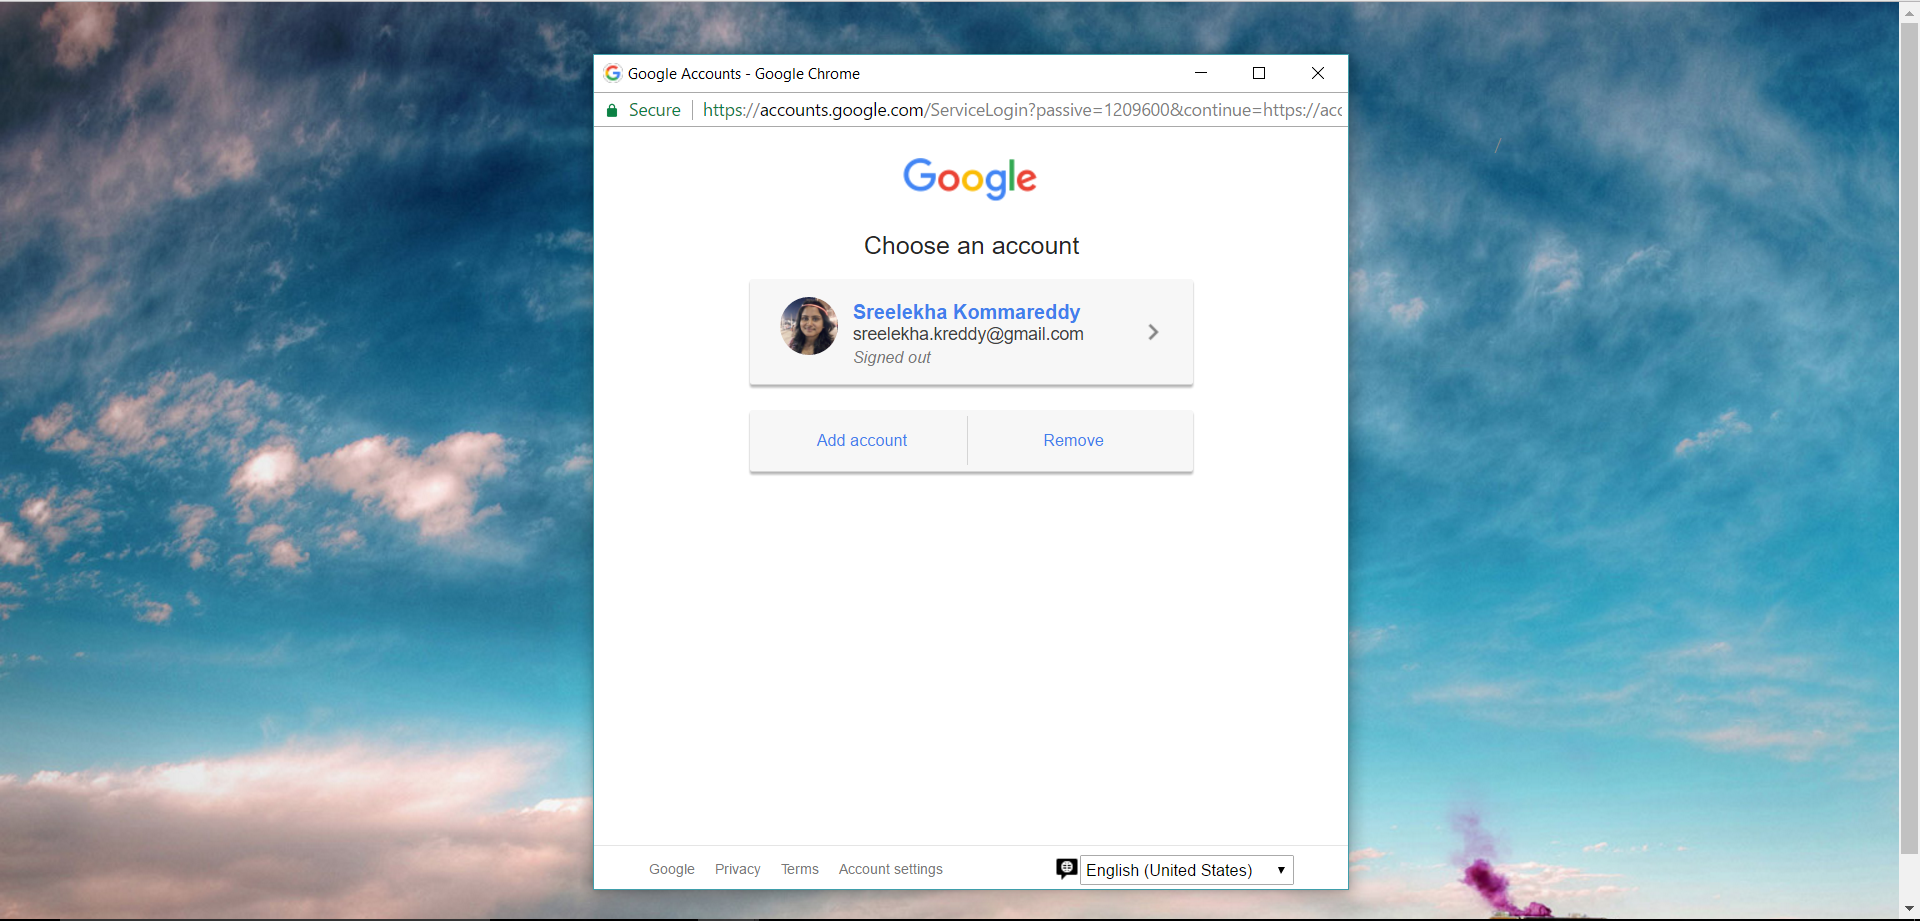 Google Accounts - Google Chrome
Secure https://accounts.google.com/ServiceLogin?passive=1209600&continue=https://acc
Google
Choose an account
Sreelekha Kommareddy
sreelekha.kreddy@gmail.com
Signed out
Add account Remove
Google Privacy Terms Account settings English (United States)